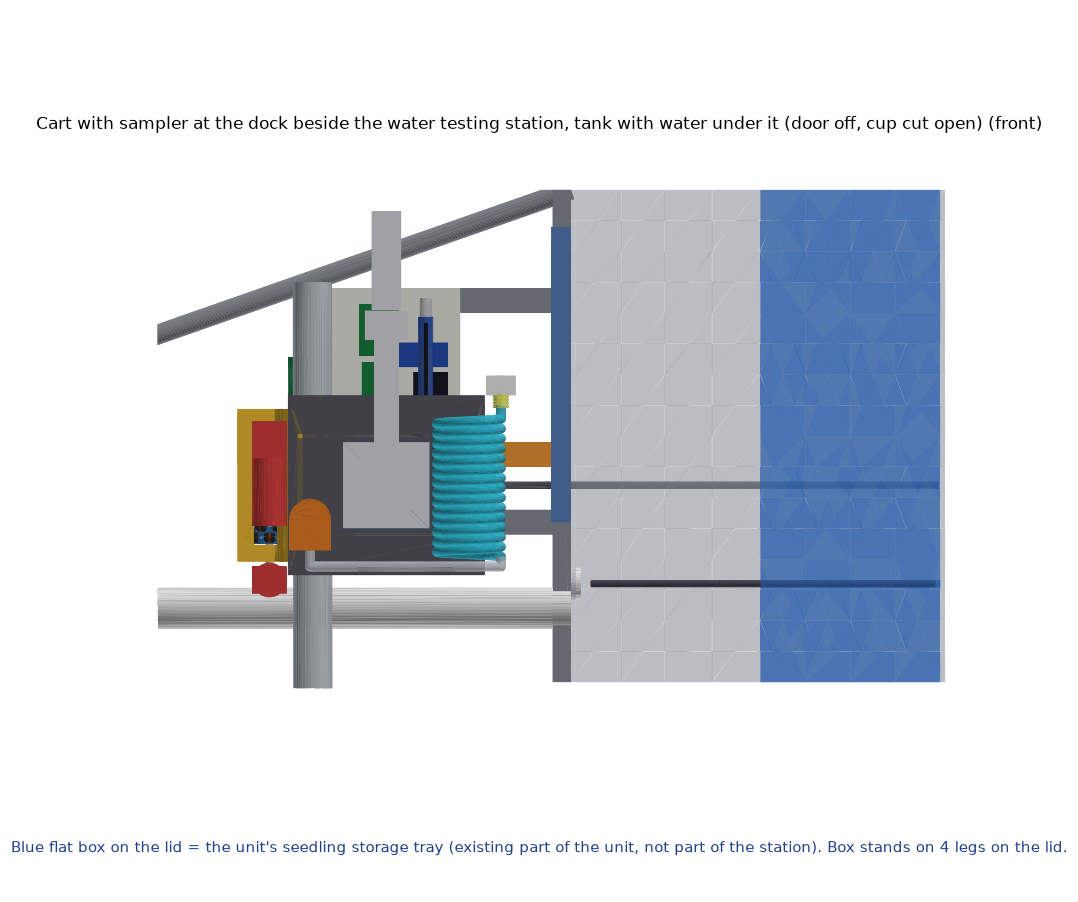 Cart with sampler at the dock beside the water testing station, tank with water under it (door off, cup cut open) (front)
Blue flat box on the lid = the unit's seedling storage tray (existing part of the unit, not part of the station). Box stands on 4 legs on the lid.